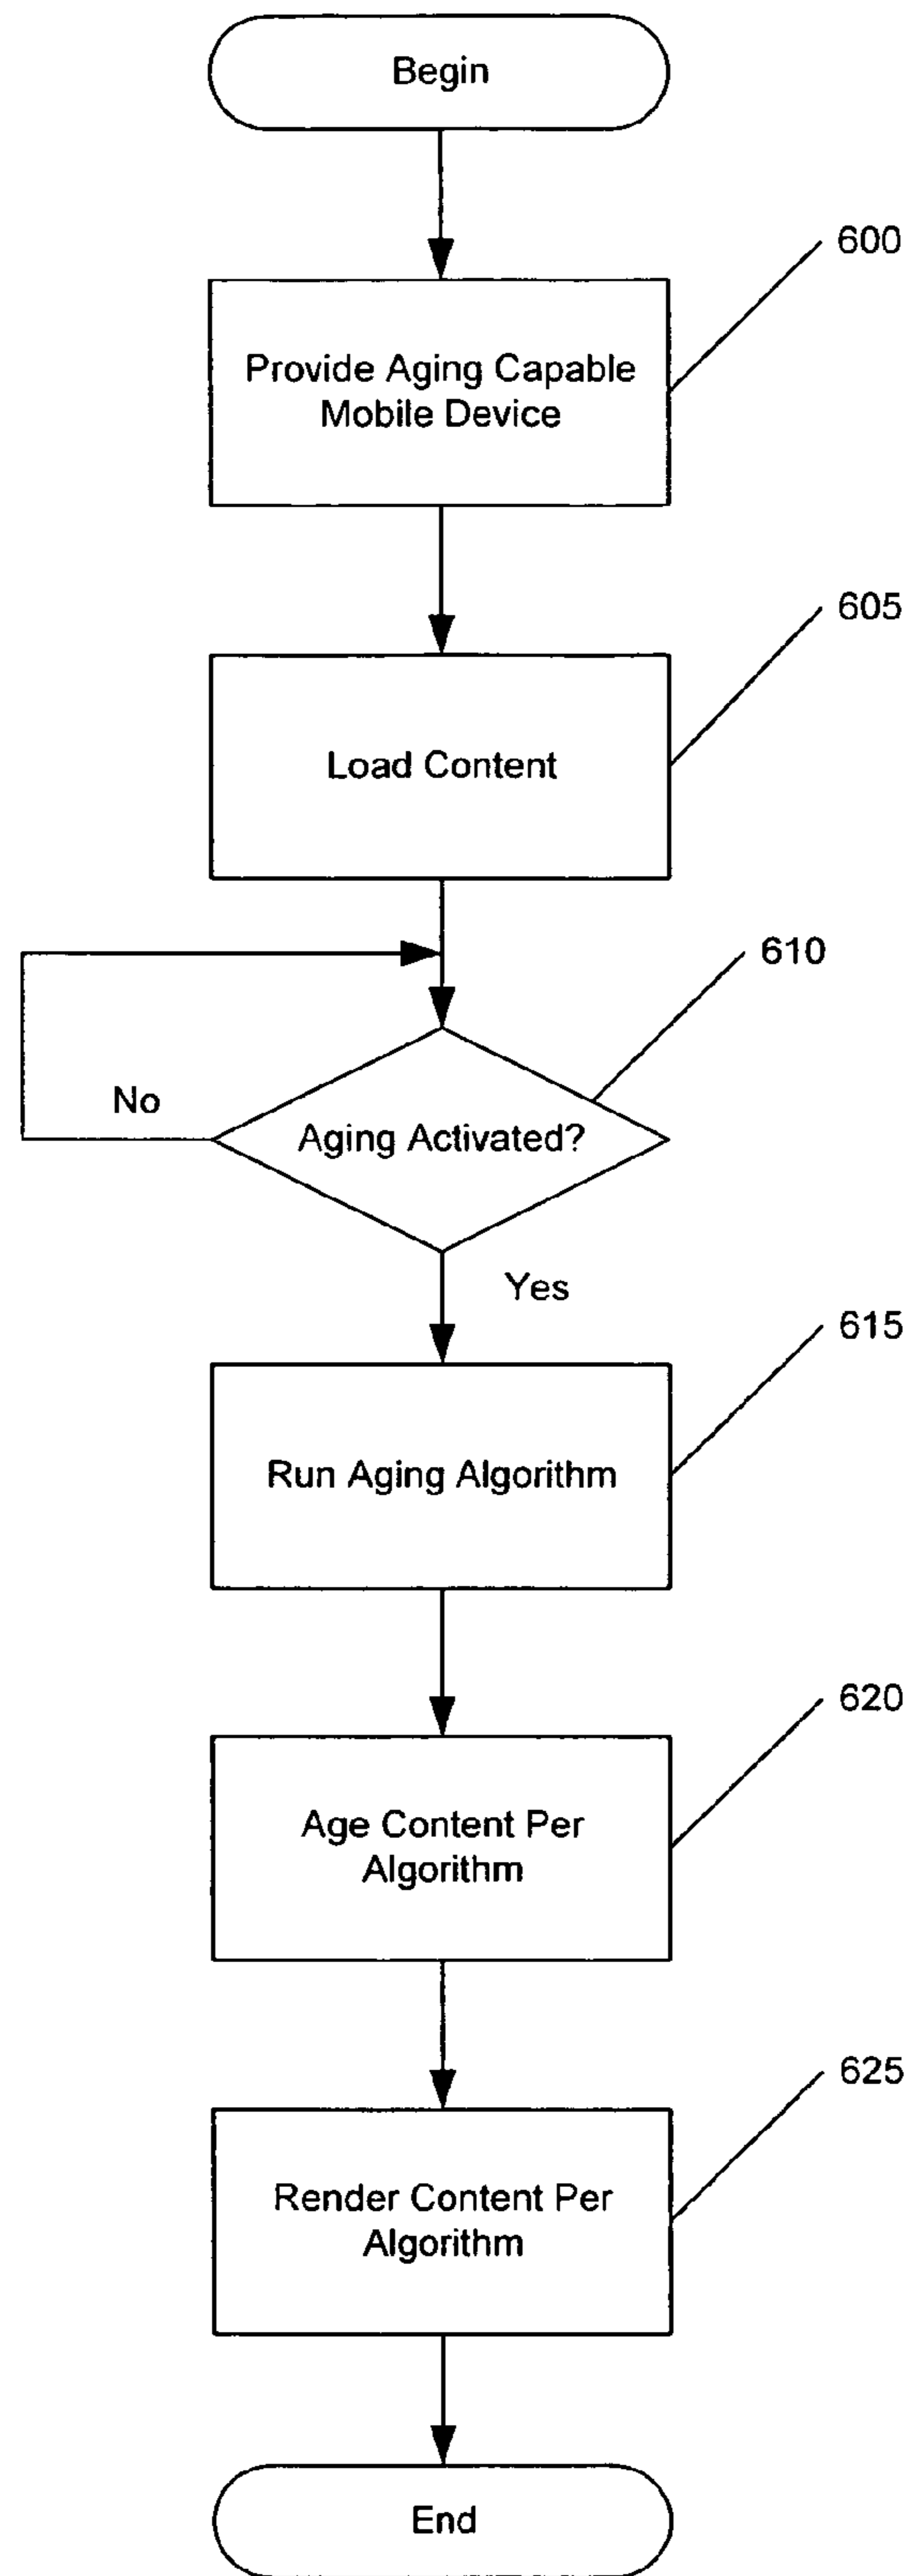 Begin
600
Provide Aging Capable
Mobile Device
605
Load Content
610
No
Aging Activated?
Yes
615
Run Aging Algorithm
620
Age Content Per
Algorithm
625
Render Content Per
Algorithm
End